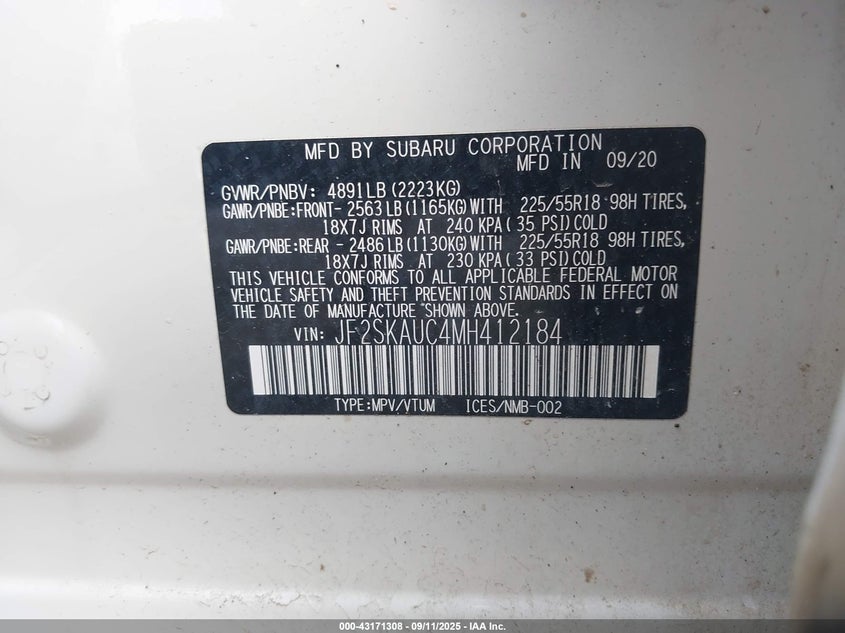 MFD BY SUBARU CORPORATION
MFD IN 09/20
GVWR/PNBV: 4891LB(2223KG)
GAWR/PNBE:FRONT- 2563LB(1165KG)WITH 225/55R18 98H TIRES,
18X7J RIMS AT 240 KPA( 35 PSI)COLD
GAWR/PNBE:REAR - 2486LB(1130KG)WITH 225/55R18 98H TIRES,
18X7J RIMS AT 230 KPA( 33 PSI)COLD
THIS VEHICLE CONFORMS TO ALL APPLICABLE FEDERAL MOTOR
VEHICLE SAFETY AND THEFT PREVENTION STANDARDS IN EFFECT ON
THE DATE OF MANUFACTURE SHOWN ABOVE.
VIN: JF2SKAUC4MH412184
TYPE:MPV/VTUM ICES/NMB-002
000-43171308 - 09/11/2025 - IAA Inc.